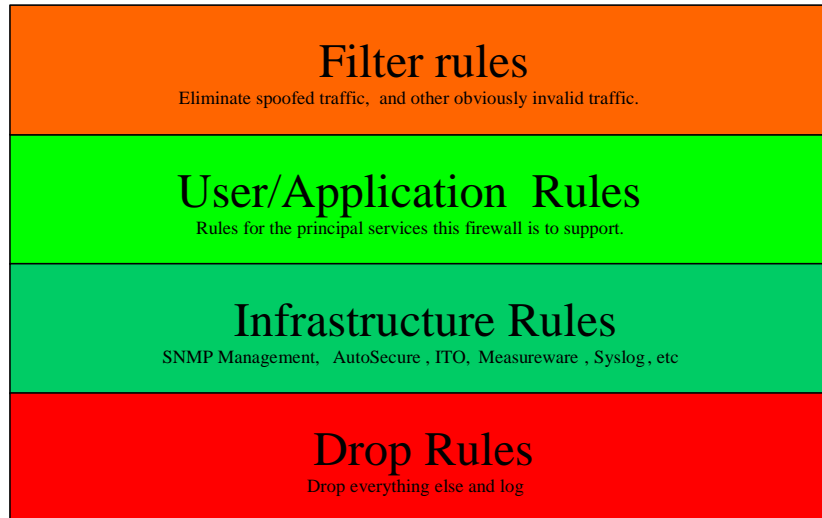 Filter rules
Eliminate spoofed traffic, and other obviously invalid traffic.
User/Application Rules
Rules for the principal services this firewall is to support.
Infrastructure Rules
SNMP Management, AutoSecure , ITO, Measureware , Syslog , etc
Drop Rules
Drop everything else and log